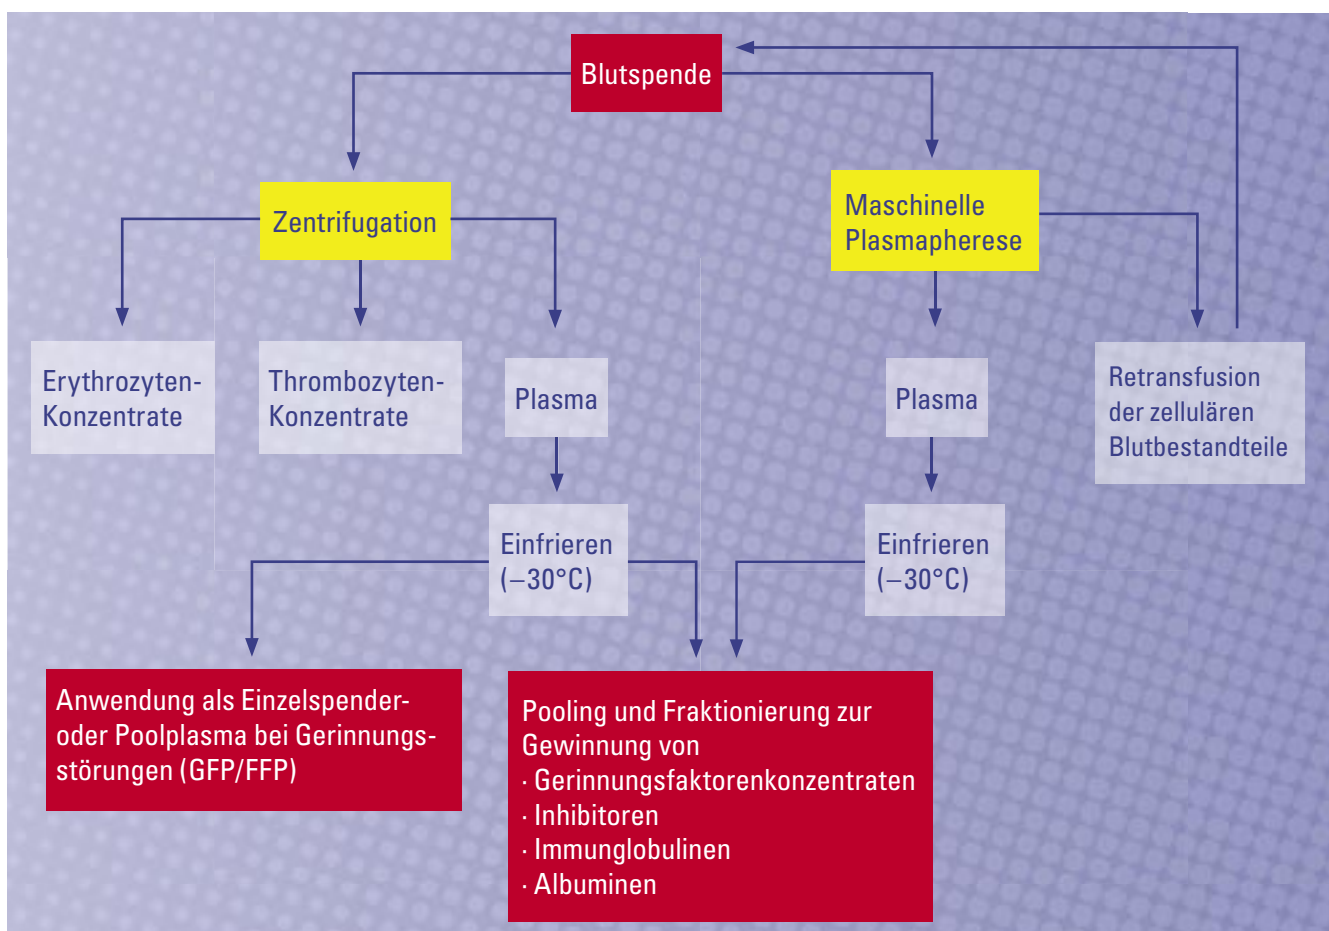 Blutspende
Zentrifugation
Maschinelle
Plasmapherese
Erythrozyten-
Konzentrate
Thrombozyten-
Konzentrate
Plasma
Plasma
Retransfusion
der zellulären
Blutbestandteile
Einfrieren
(–30°C)
Einfrieren
(–30°C)
Anwendung als Einzelspender-
oder Poolplasma bei Gerinnungs-
störungen (GFP/FFP)
Pooling und Fraktionierung zur
Gewinnung von
· Gerinnungsfaktorenkonzentraten
· Inhibitoren
· Immunglobulinen
· Albuminen